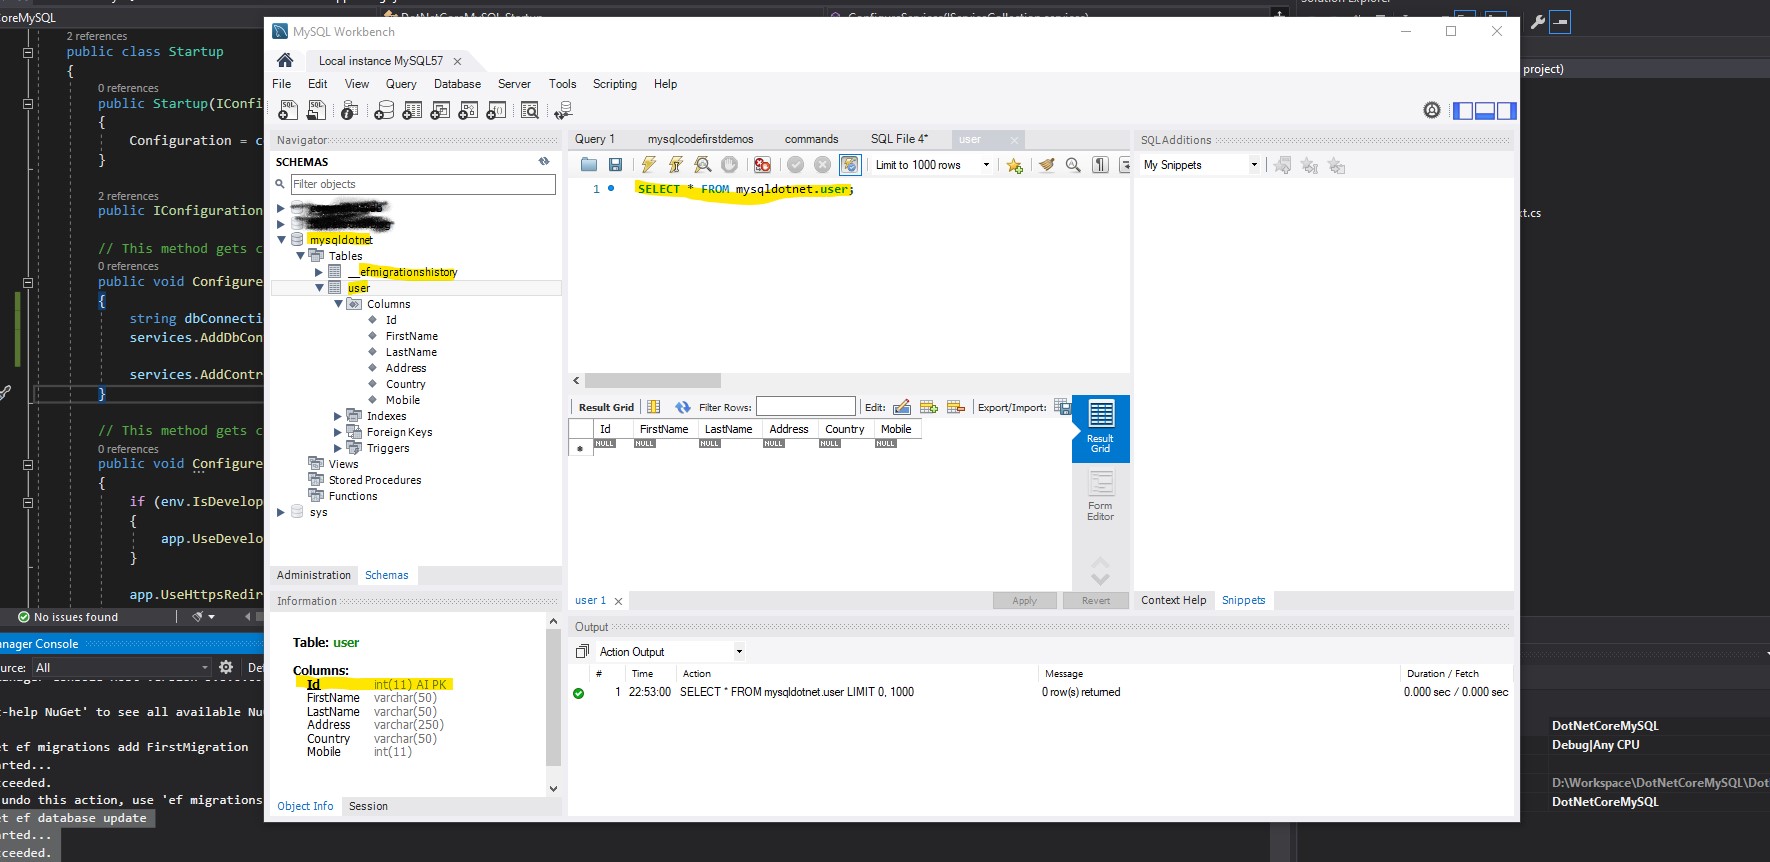 CoreMySQL
2 references
public class Startup
{
0 references
public Startup(IConfi
{
Configuration = c
}
2 references
public IConfiguration
// This method gets c
0 references
public void Configure
{
string dbConnecti
services.AddDbCon
services.AddContr
}
// This method gets c
0 references
public void Configure
{
if (env.IsDevelop
{
app.UseDevelo
}
app.UseHttpsRedir
No issues found
anager Console
urce: All
Def
t-help NuGet' to see all available Nu
et ef migrations add FirstMigration
arted...
cceeded.
undo this action, use 'ef migrations
et ef database update
arted...
cceeded.
MySQL Workbench
Local instance MySQL57
File Edit View Query Database Server Tools Scripting Help
Navigator
SCHEMAS
Filter objects
mysqldotnet
Tables
__efmigrationshistory
user
Columns
Id
FirstName
LastName
Address
Country
Mobile
Indexes
Foreign Keys
Triggers
Views
Stored Procedures
Functions
sys
Administration Schemas
Information
Table: user
Columns:
Id int(11) AI PK
FirstName varchar(50)
LastName varchar(50)
Address varchar(250)
Country varchar(50)
Mobile int(11)
Object Info Session
Query 1 mysqlcodefirstdemos commands SQL File 4* user
Limit to 1000 rows
1 SELECT * FROM mysqldotnet.user;
Result Grid Filter Rows: Edit: Export/Import:
Id FirstName LastName Address Country Mobile
NULL NULL NULL NULL NULL NULL
Result
Grid
Form
Editor
user 1
Apply Revert
SQLAdditions
My Snippets
Context Help Snippets
Output
Action Output
# Time Action Message Duration / Fetch
1 22:53:00 SELECT * FROM mysqldotnet.user LIMIT 0, 1000 0 row(s) returned 0.000 sec / 0.000 sec
project)
xt.cs
DotNetCoreMySQL
Debug|Any CPU
D:\Workspace\DotNetCoreMySQL\Dot
DotNetCoreMySQL